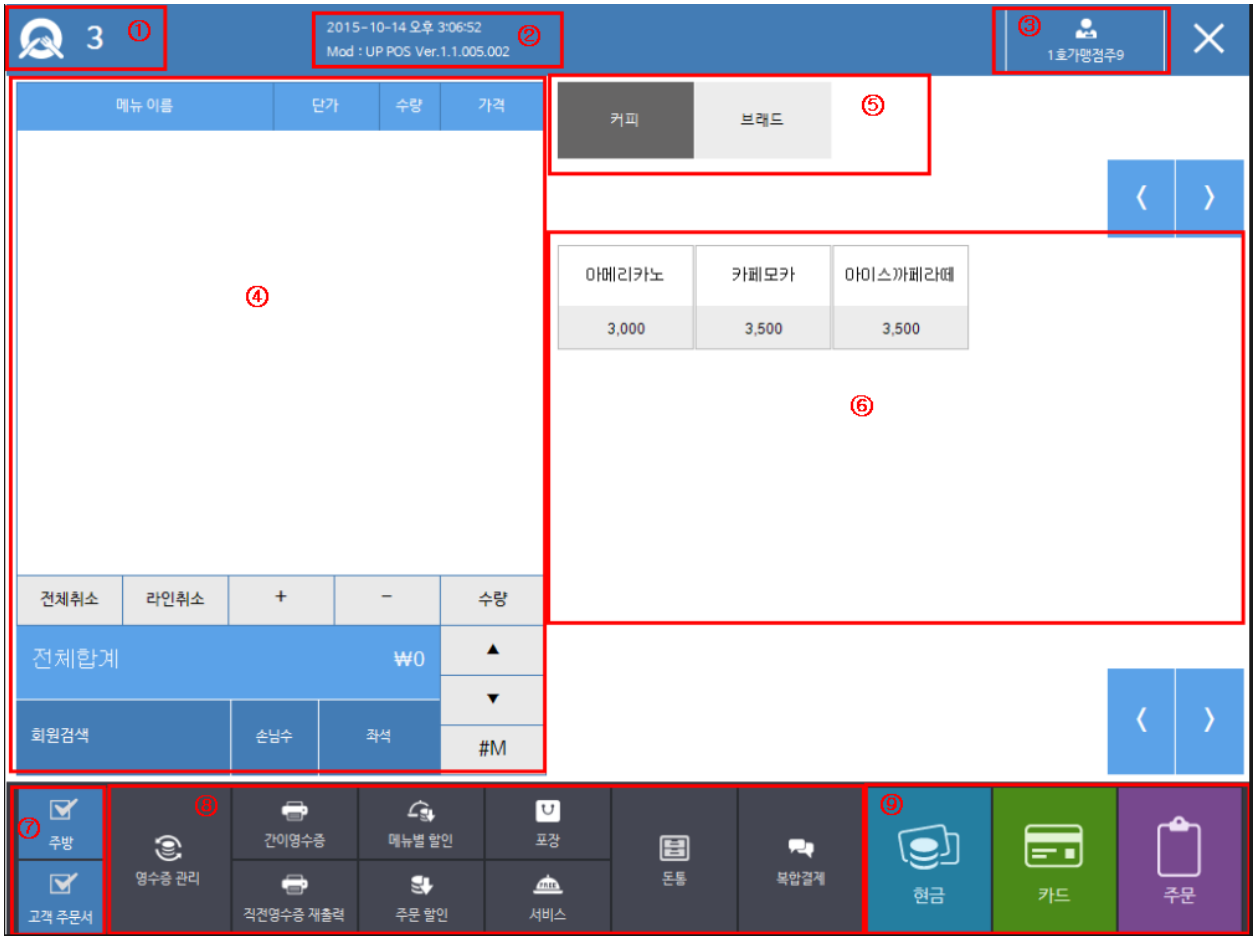 3 ①
2015-10-14 오후 3:06:52
Mod : UP POS Ver.1.1.005.002
②
③
1호가맹점주9
메뉴 이름 단가 수량 가격
④
전체취소 라인취소 + - 수량
전체합계 ₩0 ▲
▼
회원검색 손님수 좌석 #M
커피 브래드 ⑤
〈 〉
아메리카노 카페모카 아이스까페라떼
3,000 3,500 3,500
⑥
〈 〉
⑦ 주방
고객 주문서
⑧
영수증 관리
간이영수증 메뉴별 할인 포장
직전영수증 재출력 주문 할인 FREE 서비스
돈통 복합결제
⑨
현금 카드 주문